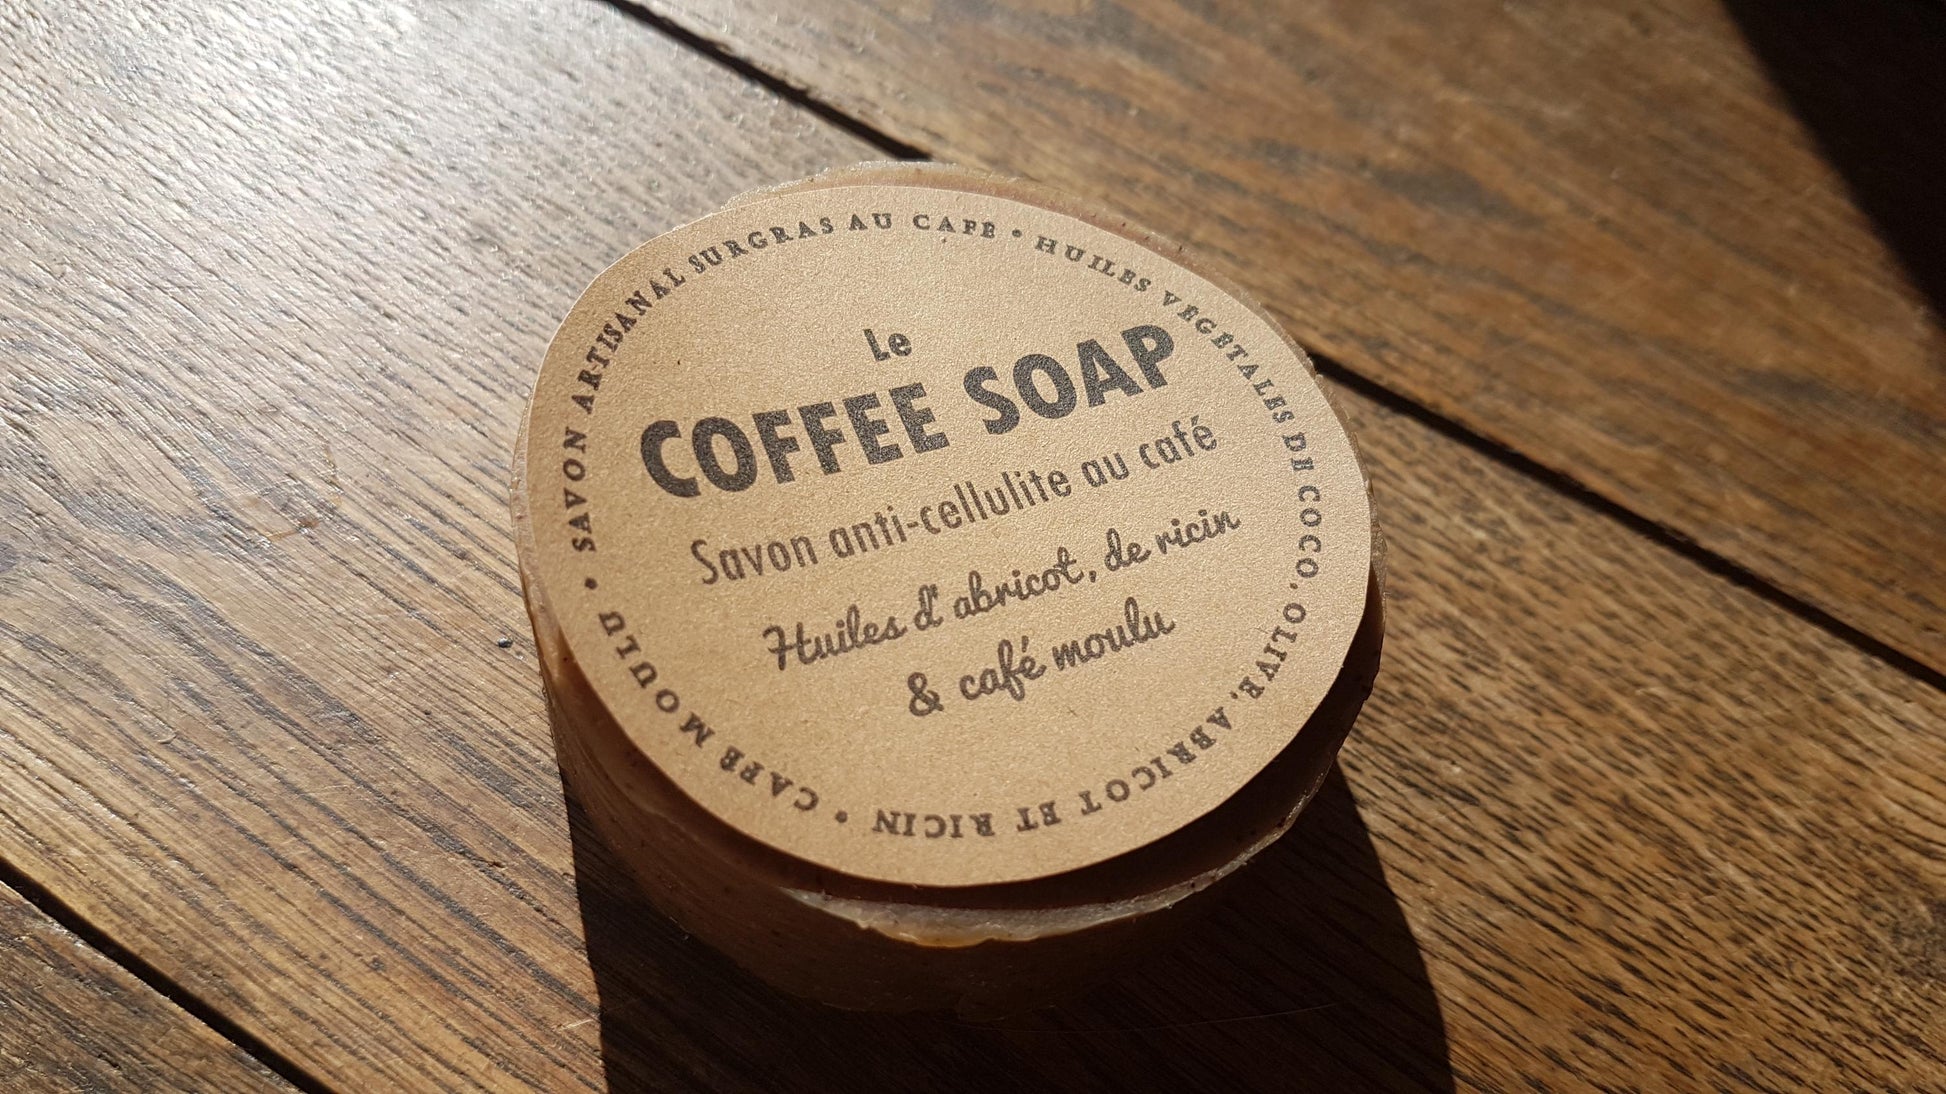 Le
COFFEE SOAP
Savon anti-cellulite au café
Huiles d'abricot, de ricin
& café moulu
SAVON ARTISANAL SURGRAS AU CAFÉ • HUILES VÉGÉTALES DE COCO, OLIVE, ABRICOT ET RICIN • CAFÉ MOULU •